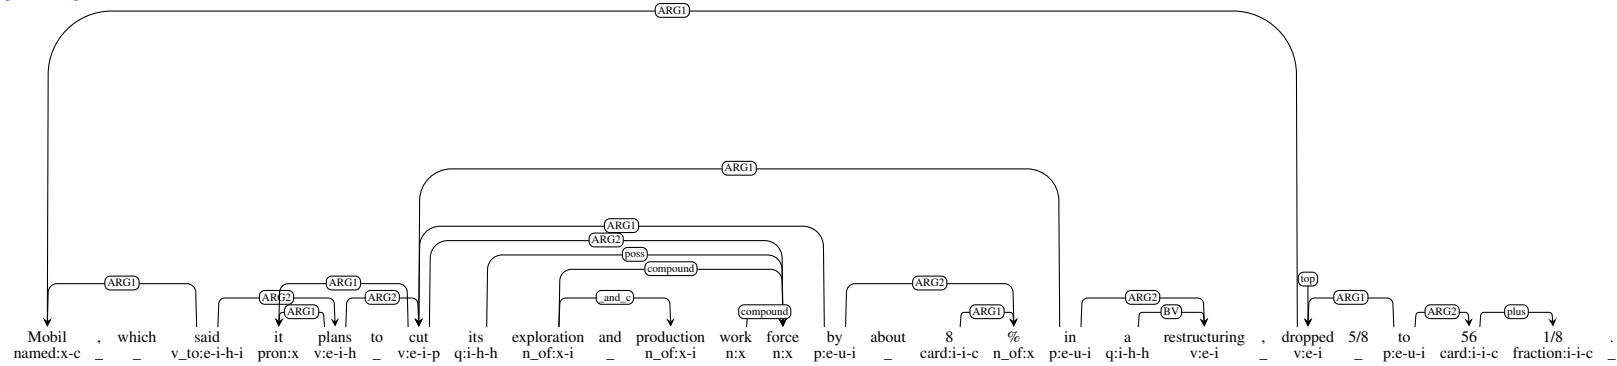 ARG1
ARG1
ARG1
ARG2
poss
compound
top
ARG1 ARG1 ARG2
ARG2 ARG2 _and_c ARG2 ARG1
ARG1 compound ARG1 BV ARG2 plus
Mobil , which said it plans to cut its exploration and production work force by about 8 % in a restructuring , dropped 5/8 to 56 1/8 .
named:x-c _ _ v_to:e-i-h-i pron:x v:e-i-h _ v:e-i-p q:i-h-h n_of:x-i _ n_of:x-i n:x n:x p:e-u-i _ card:i-i-c n_of:x p:e-u-i q:i-h-h v:e-i _ v:e-i _ p:e-u-i card:i-i-c fraction:i-i-c _